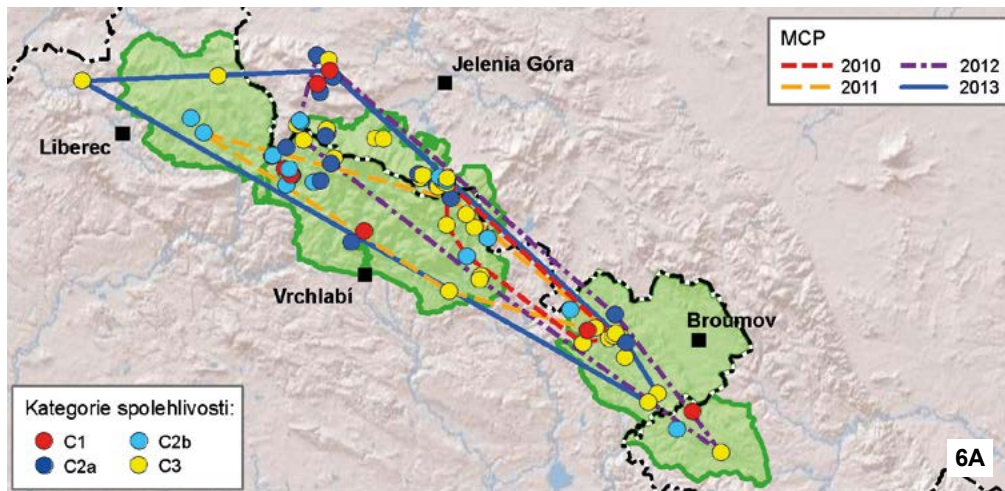 MCP
2010
2012
2011
2013
Jelenia Góra
Liberec
Vrchlabí
Broumov
Kategorie spolehlivosti:
C1
C2b
C2a
C3
6A